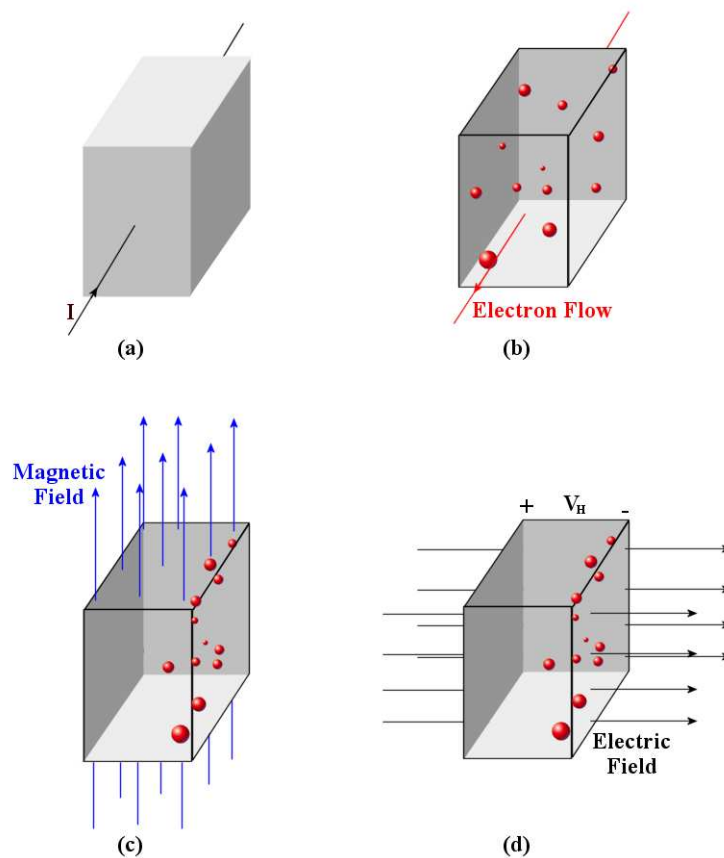 I
(a)
Electron Flow
(b)
Magnetic
Field
(c)
+ V_H -
Electric
Field
(d)